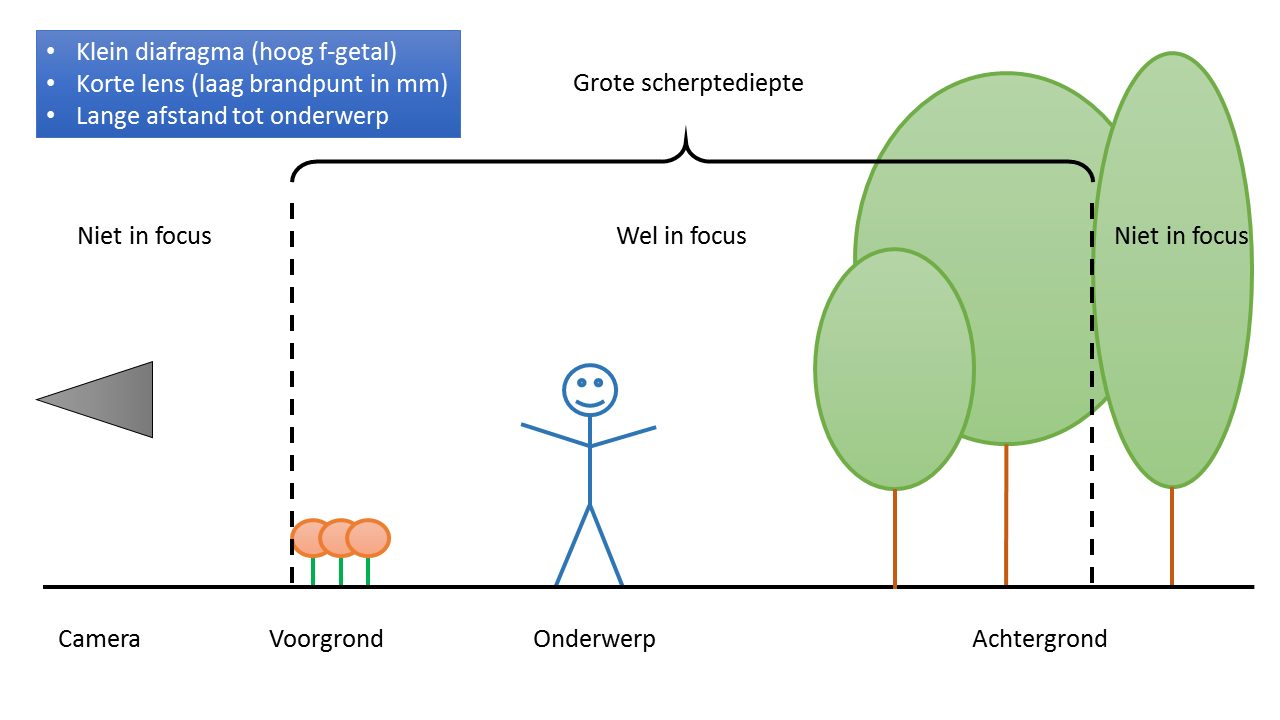 • Klein diafragma (hoog f-getal)
• Korte lens (laag brandpunt in mm)
• Lange afstand tot onderwerp
Grote scherptediepte
Niet in focus
Wel in focus
Niet in focus
Camera
Voorgrond
Onderwerp
Achtergrond